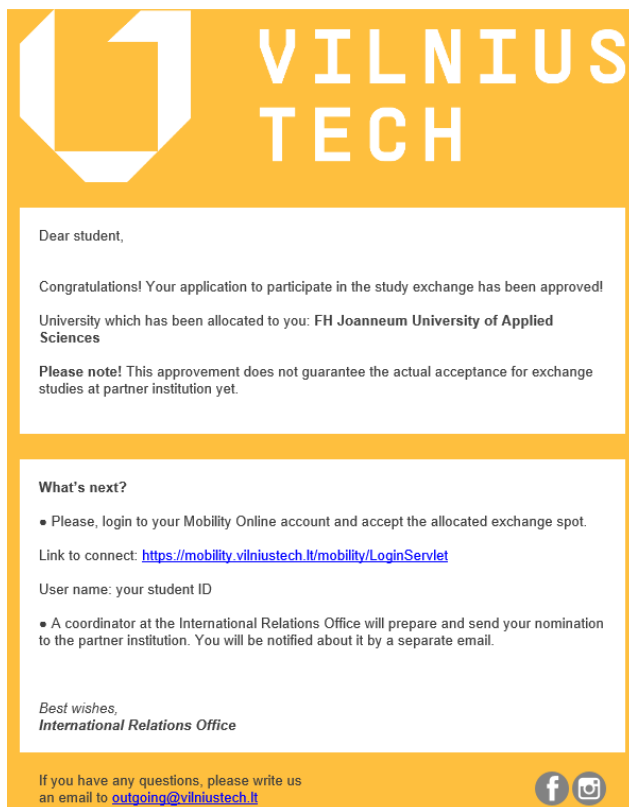 VILNIUS
TECH
Dear student,
Congratulations! Your application to participate in the study exchange has been approved!
University which has been allocated to you: FH Joanneum University of Applied
Sciences
Please note! This approvement does not guarantee the actual acceptance for exchange
studies at partner institution yet.
What's next?
● Please, login to your Mobility Online account and accept the allocated exchange spot.
Link to connect: https://mobility.vilniustech.lt/mobility/LoginServlet
User name: your student ID
● A coordinator at the International Relations Office will prepare and send your nomination
to the partner institution. You will be notified about it by a separate email.
Best wishes,
International Relations Office
If you have any questions, please write us
an email to outgoing@vilniustech.lt